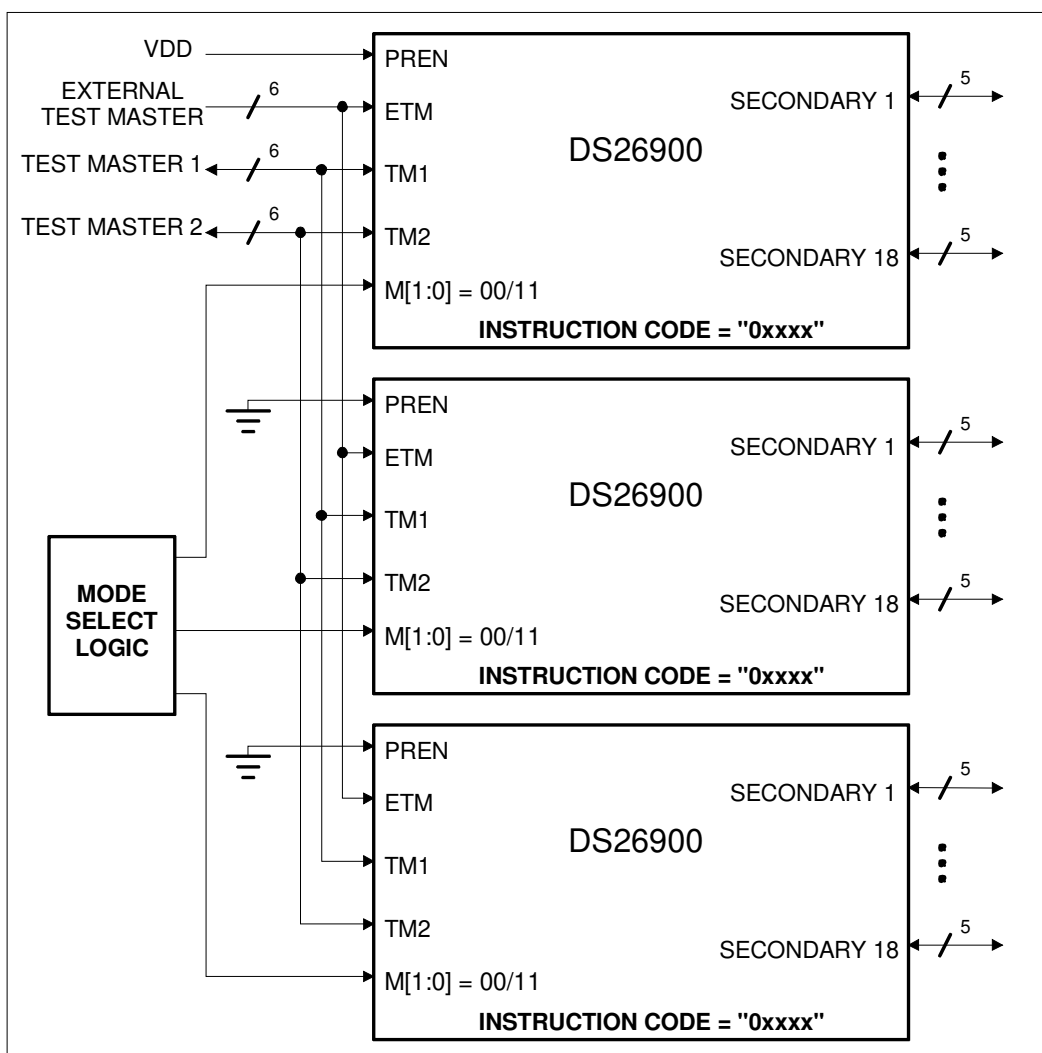 VDD
EXTERNAL
TEST MASTER
6
TEST MASTER 1
6
TEST MASTER 2
6
PREN
ETM
TM1
TM2
M[1:0] = 00/11
DS26900
SECONDARY 1
5
SECONDARY 18
5
INSTRUCTION CODE = "0xxxx"
PREN
ETM
TM1
TM2
M[1:0] = 00/11
DS26900
SECONDARY 1
5
SECONDARY 18
5
INSTRUCTION CODE = "0xxxx"
MODE
SELECT
LOGIC
PREN
ETM
TM1
TM2
M[1:0] = 00/11
DS26900
SECONDARY 1
5
SECONDARY 18
5
INSTRUCTION CODE = "0xxxx"